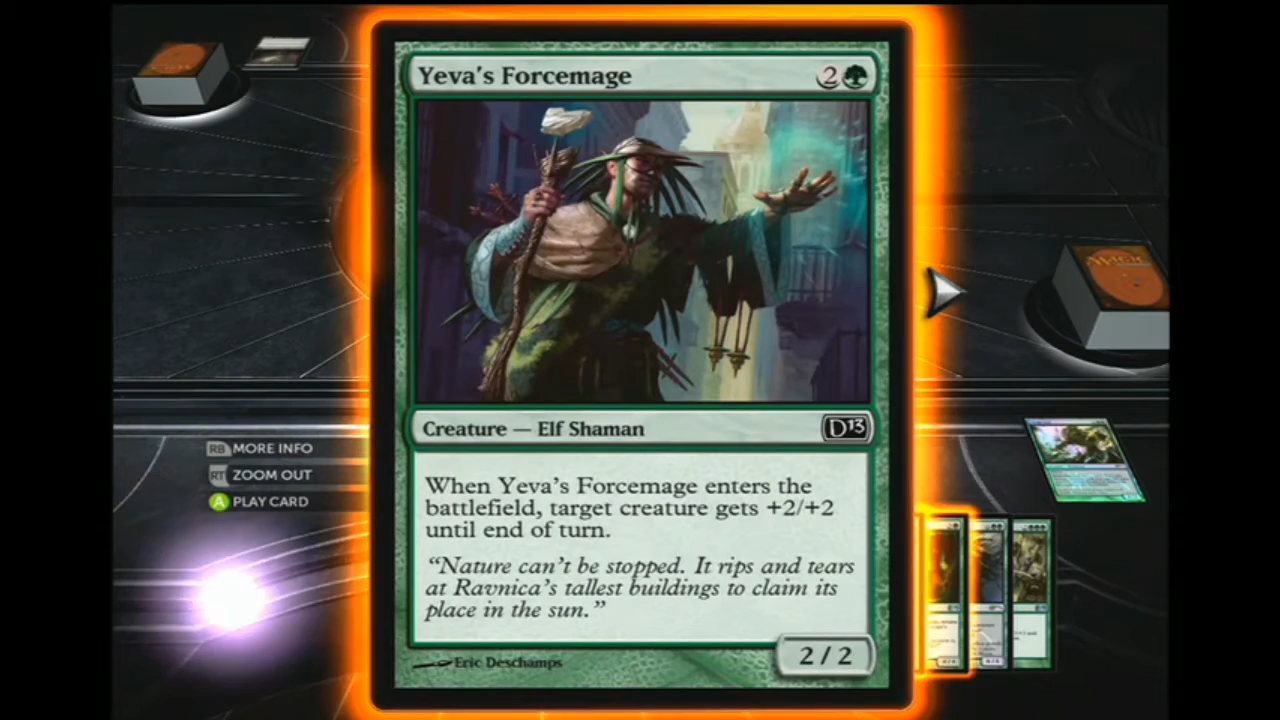 Yeva's Forcemage 2
Magic
Creature — Elf Shaman D13
RB MORE INFO
RT ZOOM OUT
A PLAY CARD
When Yeva's Forcemage enters the
battlefield, target creature gets +2/+2
until end of turn.
"Nature can't be stopped. It rips and tears
at Ravnica's tallest buildings to claim its
place in the sun."
2/2
Eric Deschamps